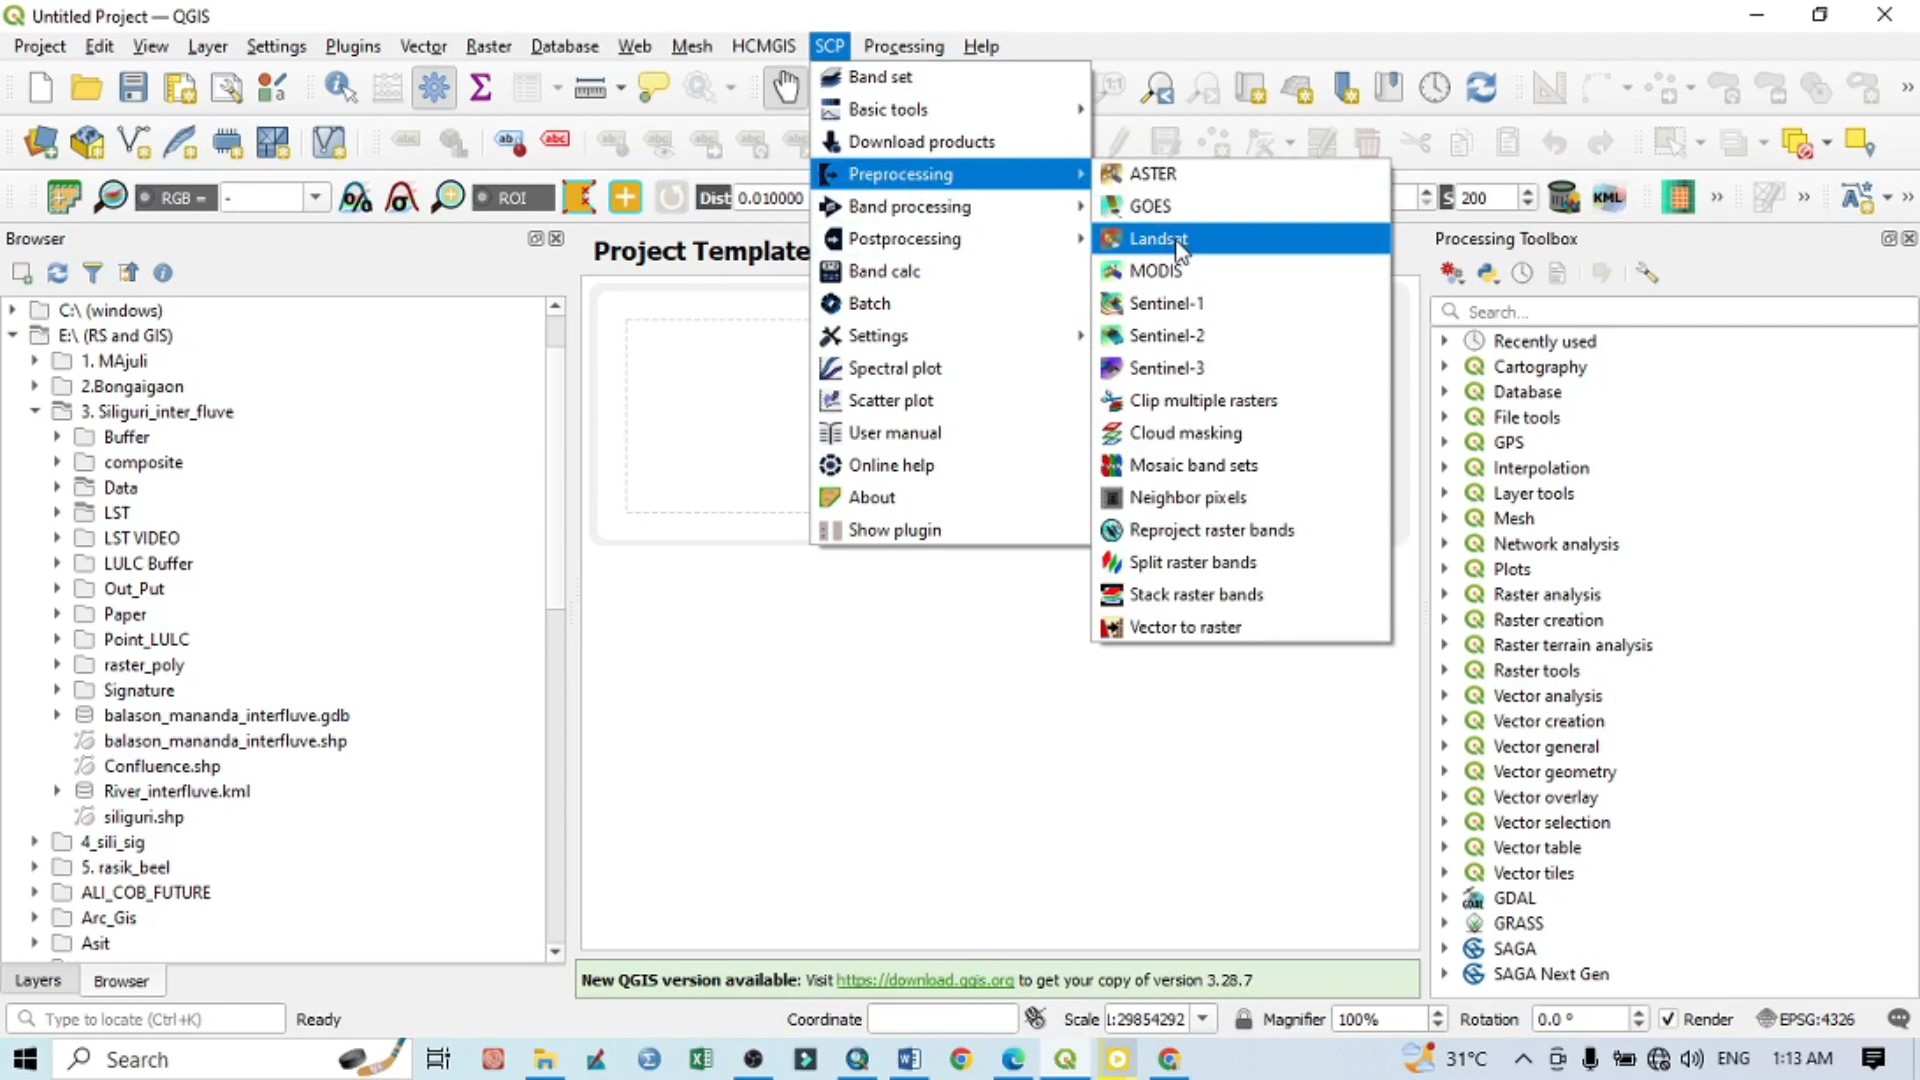 Untitled Project — QGIS
Project Edit View Layer Settings Plugins Vector Raster Database Web Mesh HCMGIS SCP Processing Help
RGB = - ROI Dist 0.010000 S 200 KML
Browser
C:\ (windows)
E:\ (RS and GIS)
1. MAjuli
2.Bongaigaon
3. Siliguri_inter_fluve
Buffer
composite
Data
LST
LST VIDEO
LULC Buffer
Out_Put
Paper
Point_LULC
raster_poly
Signature
balason_mananda_interfluve.gdb
balason_mananda_interfluve.shp
Confluence.shp
River_interfluve.kml
siliguri.shp
4_sili_sig
5. rasik_beel
ALI_COB_FUTURE
Arc_Gis
Asit
Layers Browser
Project Template
Band set
Basic tools
Download products
Preprocessing
Band processing
Postprocessing
Band calc
Batch
Settings
Spectral plot
Scatter plot
User manual
Online help
About
Show plugin
ASTER
GOES
Landsat
MODIS
Sentinel-1
Sentinel-2
Sentinel-3
Clip multiple rasters
Cloud masking
Mosaic band sets
Neighbor pixels
Reproject raster bands
Split raster bands
Stack raster bands
Vector to raster
Processing Toolbox
Search...
Recently used
Cartography
Database
File tools
GPS
Interpolation
Layer tools
Mesh
Network analysis
Plots
Raster analysis
Raster creation
Raster terrain analysis
Raster tools
Vector analysis
Vector creation
Vector general
Vector geometry
Vector overlay
Vector selection
Vector table
Vector tiles
GDAL
GRASS
SAGA
SAGA Next Gen
New QGIS version available: Visit https://download.qgis.org to get your copy of version 3.28.7
Type to locate (Ctrl+K) Ready Coordinate Scale 1:29854292 Magnifier 100% Rotation 0.0 ° Render EPSG:4326
Search 31°C ENG 1:13 AM